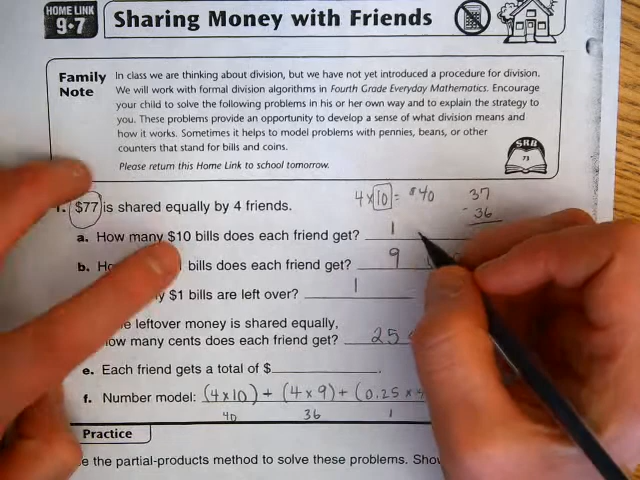 HOME LINK
9•7
Sharing Money with Friends
Family
Note
In class we are thinking about division, but we have not yet introduced a procedure for division.
We will work with formal division algorithms in Fourth Grade Everyday Mathematics. Encourage
your child to solve the following problems in his or her own way and to explain the strategy to
you. These problems provide an opportunity to develop a sense of what division means and
how it works. Sometimes it helps to model problems with pennies, beans, or other
counters that stand for bills and coins.
SRB
73
Please return this Home Link to school tomorrow.
4 x 10 = $40
37
- 36
1. $77 is shared equally by 4 friends.
a. How many $10 bills does each friend get? 1
b. bills does each friend get? 9
$1 bills are left over? 1
leftover money is shared equally,
how many cents does each friend get? 25
e. Each friend gets a total of $ .
f. Number model: (4x10) + (4 x 9) + (0.25 x 4
40 36 1
Practice
the partial-products method to solve these problems.